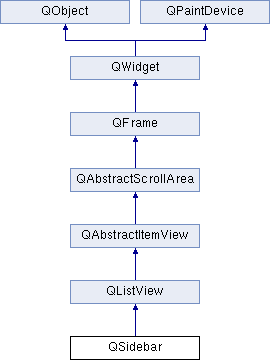 QObject
QPaintDevice
QWidget
QFrame
QAbstractScrollArea
QAbstractItemView
QListView
QSidebar